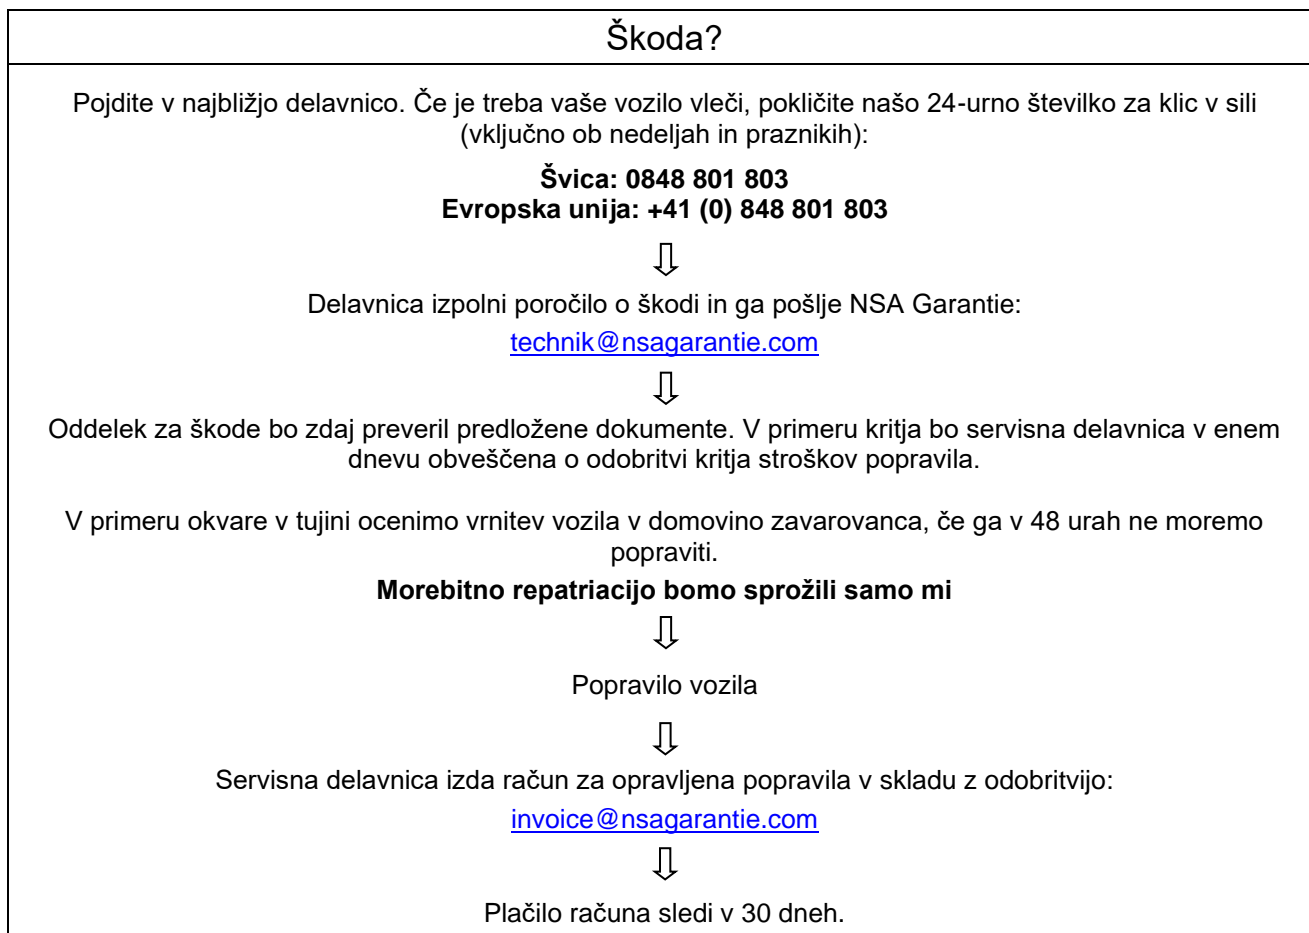 Škoda?
Pojdite v najbližjo delavnico. Če je treba vaše vozilo vleči, pokličite našo 24-urno številko za klic v sili
(vključno ob nedeljah in praznikih):
Švica: 0848 801 803
Evropska unija: +41 (0) 848 801 803
⇩
Delavnica izpolni poročilo o škodi in ga pošlje NSA Garantie:
technik@nsagarantie.com
⇩
Oddelek za škode bo zdaj preveril predložene dokumente. V primeru kritja bo servisna delavnica v enem
dnevu obveščena o odobritvi kritja stroškov popravila.
V primeru okvare v tujini ocenimo vrnitev vozila v domovino zavarovanca, če ga v 48 urah ne moremo
popraviti.
Morebitno repatriacijo bomo sprožili samo mi
⇩
Popravilo vozila
⇩
Servisna delavnica izda račun za opravljena popravila v skladu z odobritvijo:
invoice@nsagarantie.com
⇩
Plačilo računa sledi v 30 dneh.